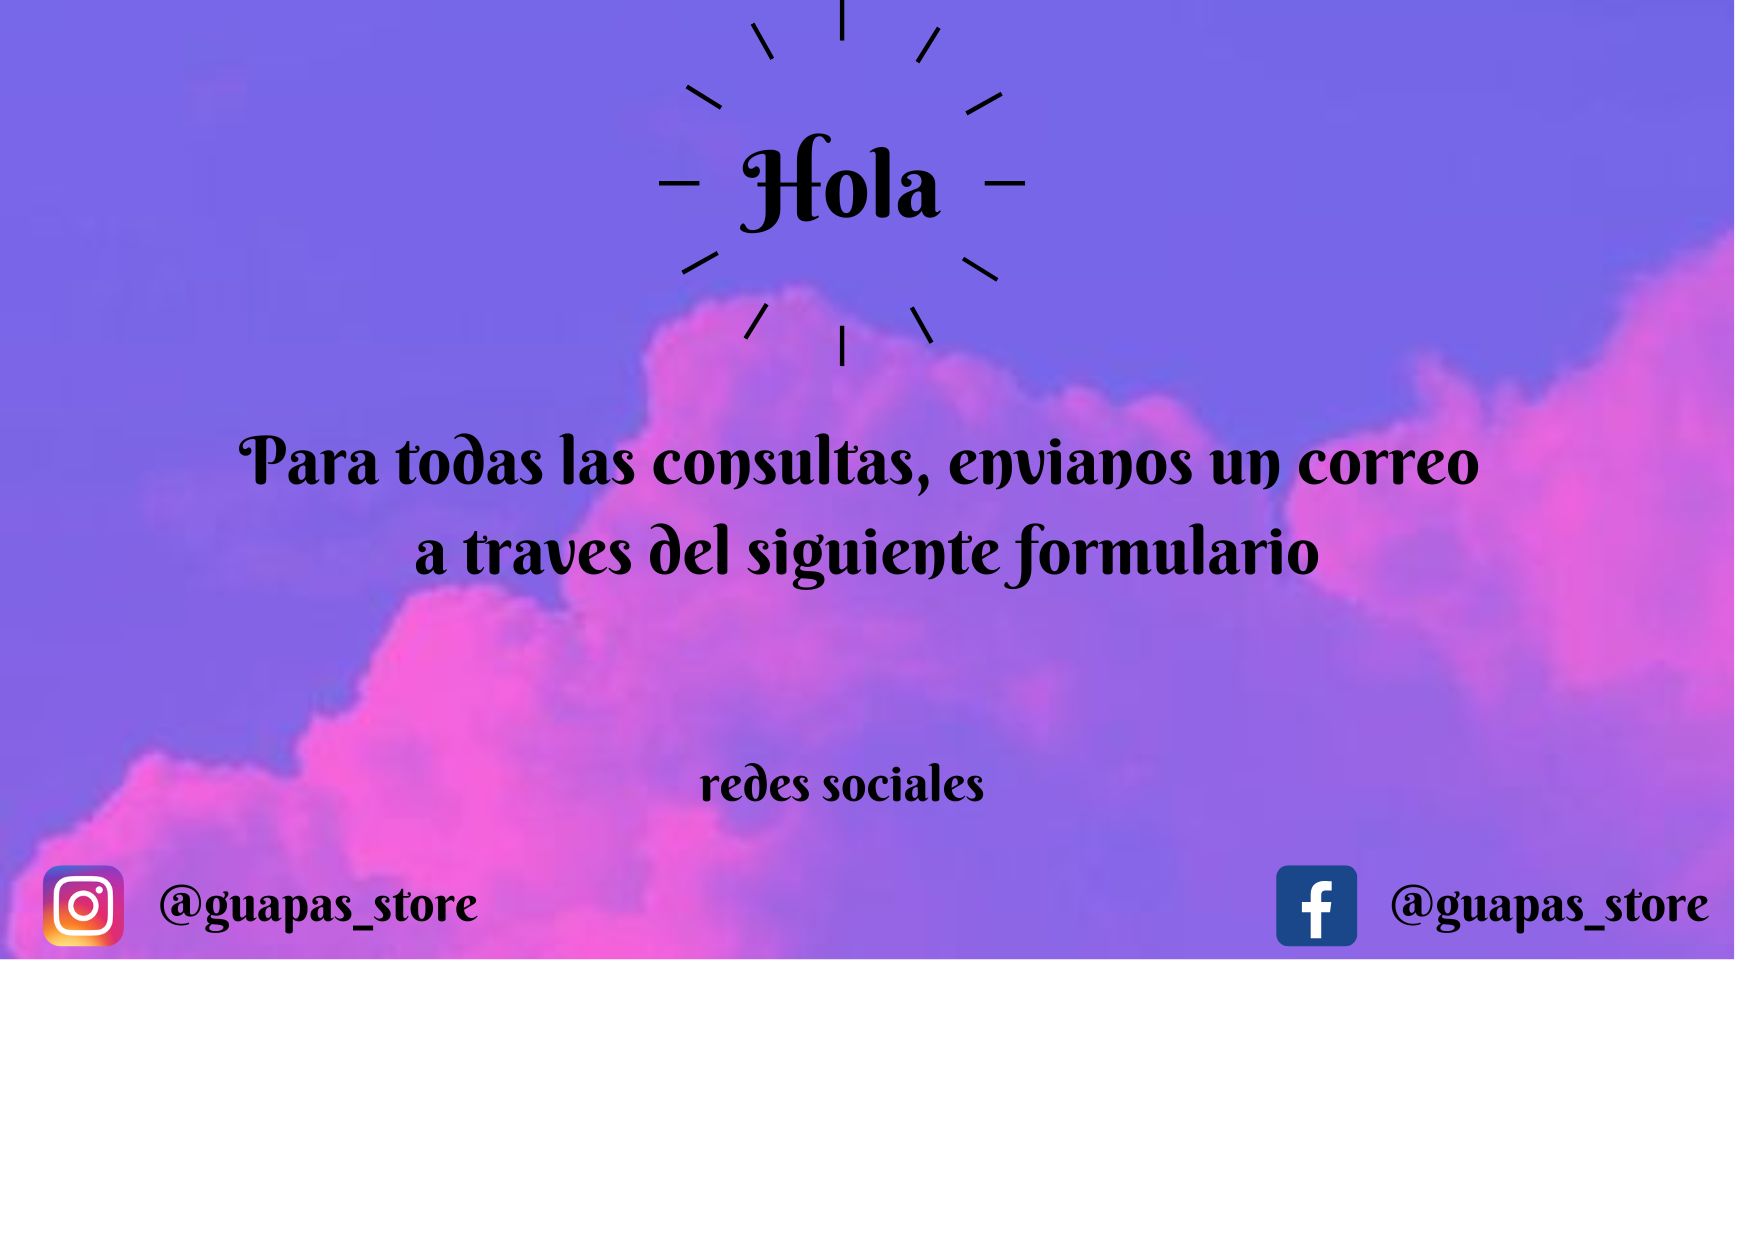 Hola
Para todas las consultas, envianos un correo
a traves del siguiente formulario
redes sociales
@guapas_store
@guapas_store